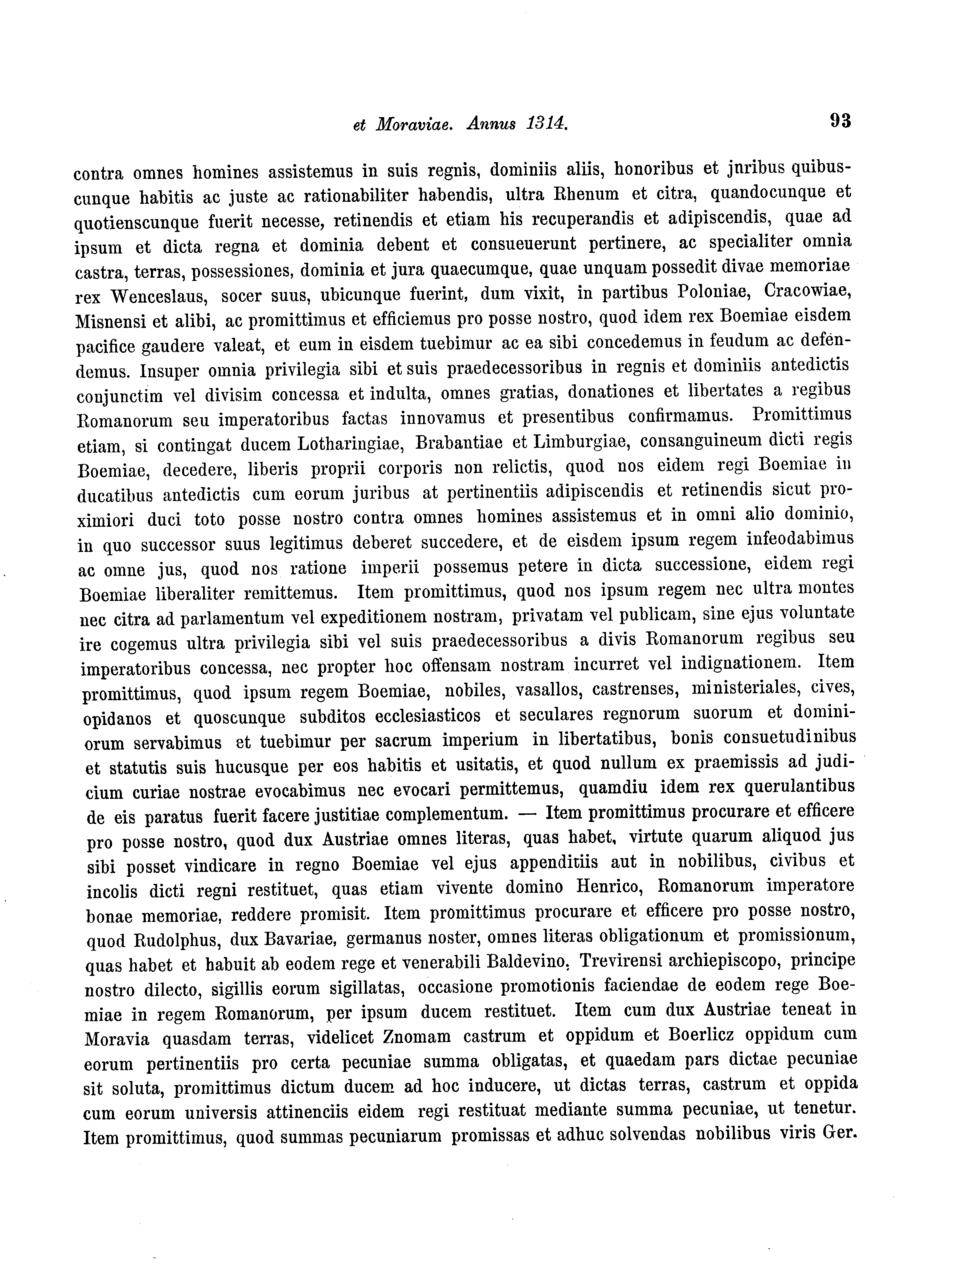 et Moraviae. Annus 1314. 93
contra omnes homines assistemus in suis regnis, dominiis aliis, honoribus et jnribus quibus-
cunque habitis ac juste ac rationabiliter habendis, ultra Rhenum et citra, quandocunque et
quotienscunque fuerit necesse, retinendis et etiam his recuperandis et adipiscendis, quae ad
ipsum et dicta regna et dominia debent et consueuerunt pertinere, ac specialiter omnia
castra, terras, possessiones, dominia et jura quaecumque, quae unquam possedit divae memoriae
rex Wenceslaus, socer suus, ubicunque fuerint, dum vixit, in partibus Poloniae, Cracowiae,
Misnensi et alibi, ac promittimus et efficiemus pro posse nostro, quod idem rex Boemiae eisdem
pacifice gaudere valeat, et eum in eisdem tuebimur ac ea sibi concedemus in feudum ac defen-
demus. Insuper omnia privilegia sibi et suis praedecessoribus in regnis et dominiis antedictis
conjunctim vel divisim concessa et indulta, omnes gratias, donationes et libertates a regibus
Romanorum seu imperatoribus factas innovamus et presentibus confirmamus. Promittimus
etiam, si contingat ducem Lotharingiae, Brabantiae et Limburgiae, consanguineum dicti regis
Boemiae, decedere, liberis proprii corporis non relictis, quod nos eidem regi Boemiae in
ducatibus antedictis cum eorum juribus at pertinentiis adipiscendis et retinendis sicut pro-
ximiori duci toto posse nostro contra omnes homines assistemus et in omni alio dominio,
in quo successor suus legitimus deberet succedere, et de eisdem ipsum regem infeodabimus
ac omne jus, quod nos ratione imperii possemus petere in dicta successione, eidem regi
Boemiae liberaliter remittemus. Item promittimus, quod nos ipsum regem nec ultra montes
nec citra ad parlamentum vel expeditionem nostram, privatam vel publicam, sine ejus voluntate
ire cogemus ultra privilegia sibi vel suis praedecessoribus a divis Romanorum regibus seu
imperatoribus concessa, nec propter hoc offensam nostram incurret vel indignationem. Item
promittimus, quod ipsum regem Boemiae, nobiles, vasallos, castrenses, ministeriales, cives,
opidanos et quoscunque subditos ecclesiasticos et seculares regnorum suorum et domini-
orum servabimus et tuebimur per sacrum imperium in libertatibus, bonis consuetudinibus
et statutis suis hucusque per eos habitis et usitatis, et quod nullum ex praemissis ad judi-
cium curiae nostrae evocabimus nec evocari permittemus, quamdiu idem rex querulantibus
de eis paratus fuerit facere justitiae complementum. — Item promittimus procurare et efficere
pro posse nostro, quod dux Austriae omnes literas, quas habet, virtute quarum aliquod jus
sibi posset vindicare in regno Boemiae vel ejus appenditiis aut in nobilibus, civibus et
incolis dicti regni restituet, quas etiam vivente domino Henrico, Romanorum imperatore
bonae memoriae, reddere promisit. Item promittimus procurare et efficere pro posse nostro,
quod Rudolphus, dux Bavariae, germanus noster, omnes literas obligationum et promissionum,
quas habet et habuit ab eodem rege et venerabili Baldevino, Trevirensi archiepiscopo, principe
nostro dilecto, sigillis eorum sigillatas, occasione promotionis faciendae de eodem rege Boe-
miae in regem Romanorum, per ipsum ducem restituet. Item cum dux Austriae teneat in
Moravia quasdam terras, videlicet Znomam castrum et oppidum et Boerlicz oppidum cum
eorum pertinentiis pro certa pecuniae summa obligatas, et quaedam pars dictae pecuniae
sit soluta, promittimus dictum ducem ad hoc inducere, ut dictas terras, castrum et oppida
cum eorum universis attinenciis eidem regi restituat mediante summa pecuniae, ut tenetur.
Item promittimus, quod summas pecuniarum promissas et adhuc solvendas nobilibus viris Ger.